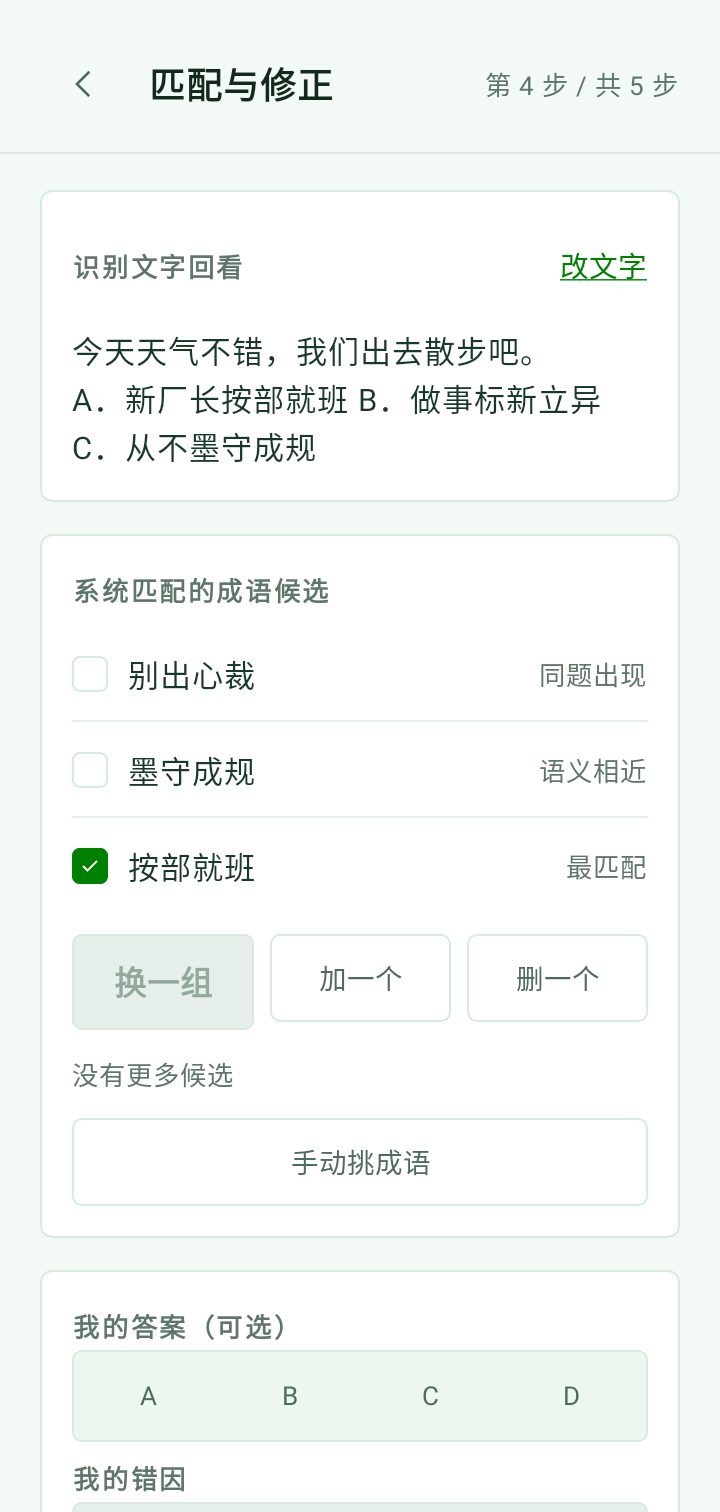 匹配与修正
第 4 步 / 共 5 步
识别文字回看
改文字
今天天气不错，我们出去散步吧。
A．新厂长按部就班 B．做事标新立异
C．从不墨守成规
系统匹配的成语候选
别出心裁
同题出现
墨守成规
语义相近
按部就班
最匹配
换一组
加一个
删一个
没有更多候选
手动挑成语
我的答案（可选）
A B C D
我的错因